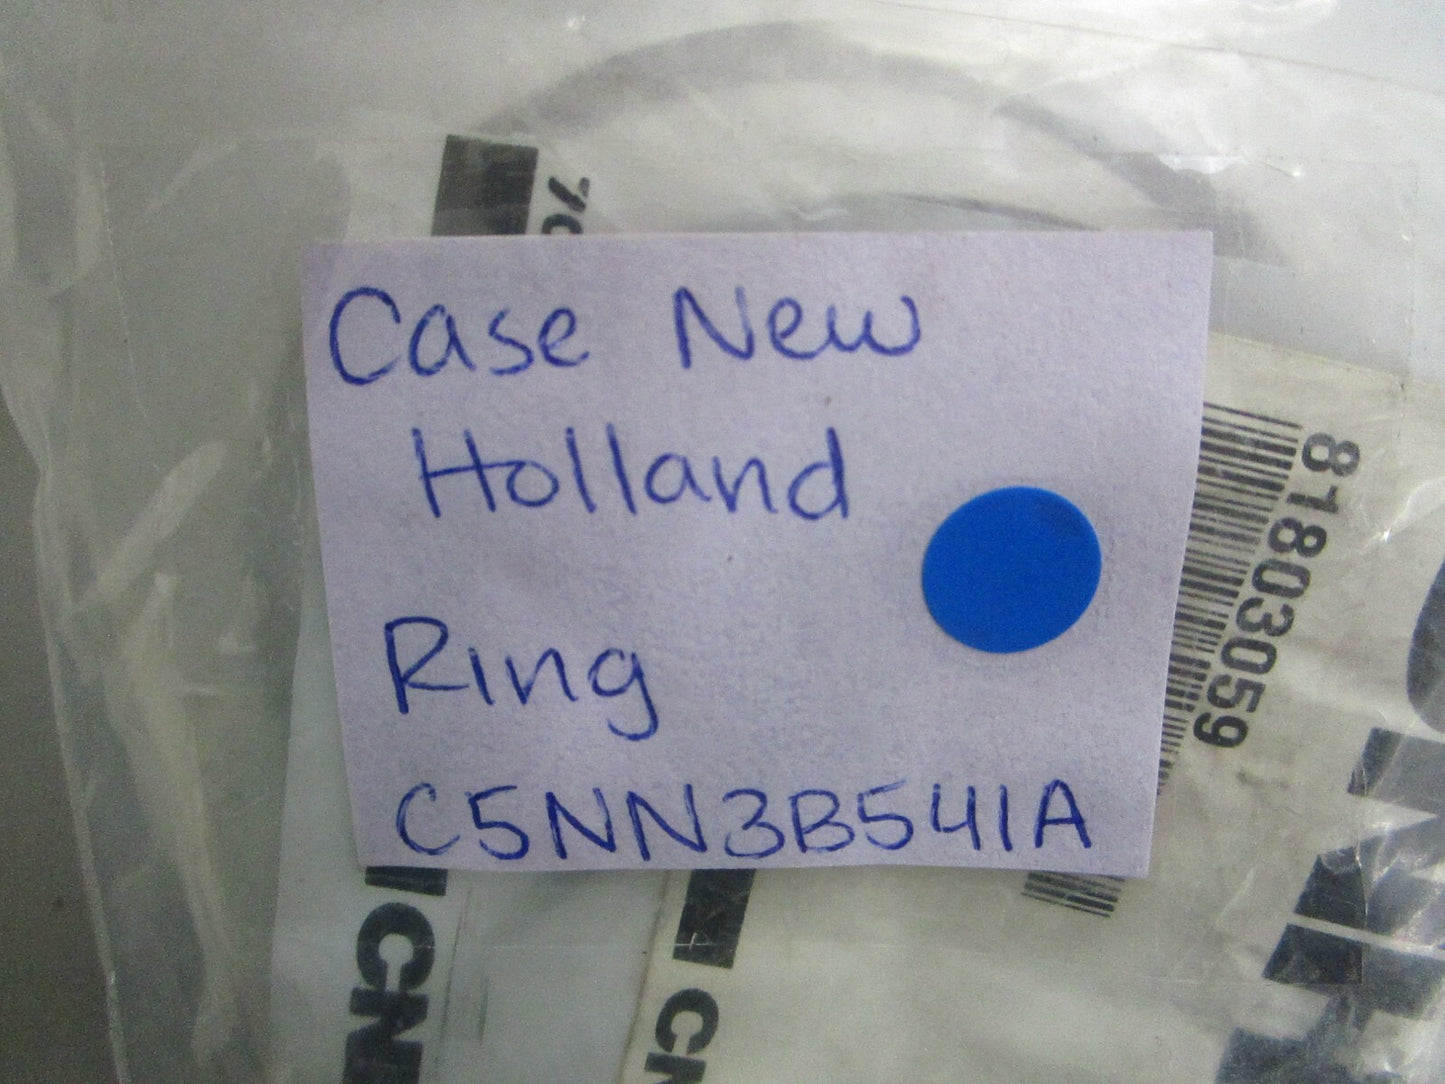 Case New
Holland
Ring
C5NN3B541A
81803059